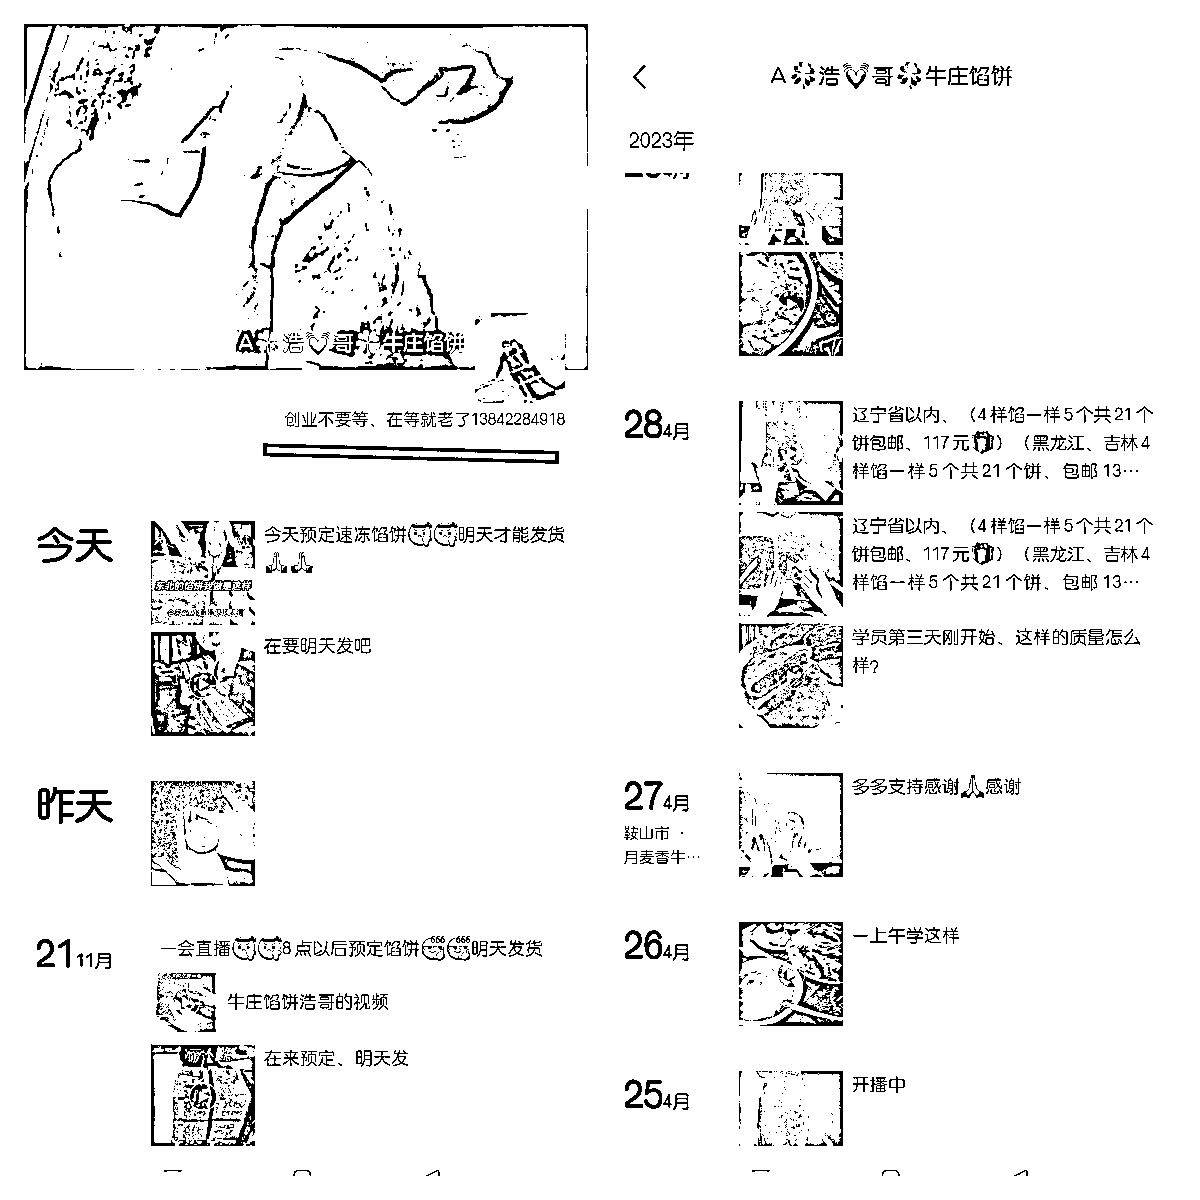 A浩哥牛庄馅饼
创业不要等、在等就老了13842284918
今天
今天预定速冻馅饼明天才能发货
在要明天发吧
昨天
21 11月
一会直播8点以后预定馅饼明天发货
牛庄馅饼浩哥的视频
在来预定、明天发
A浩哥牛庄馅饼
2023年
28 4月
辽宁省以内、（4样馅一样5个共21个
饼包邮、117元）（黑龙江、吉林4
样馅一样5个共21个饼、包邮13…
辽宁省以内、（4样馅一样5个共21个
饼包邮、117元）（黑龙江、吉林4
样馅一样5个共21个饼、包邮13…
学员第三天刚开始、这样的质量怎么
样?
27 4月
鞍山市 ·
月麦香牛…
多多支持感谢🙏感谢
26 4月
一上午学这样
25 4月
开播中